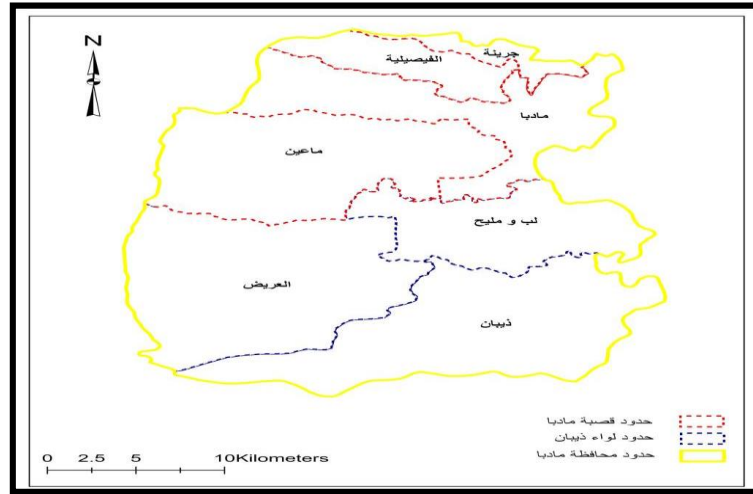 N
جرينة
الفيصيلية
مادبا
ماعين
لب و مليح
العريض
ذيبان
حدود قصبة مادبا
حدود لواء ذيبان
حدود محافظة مادبا
0 2.5 5 10Kilometers